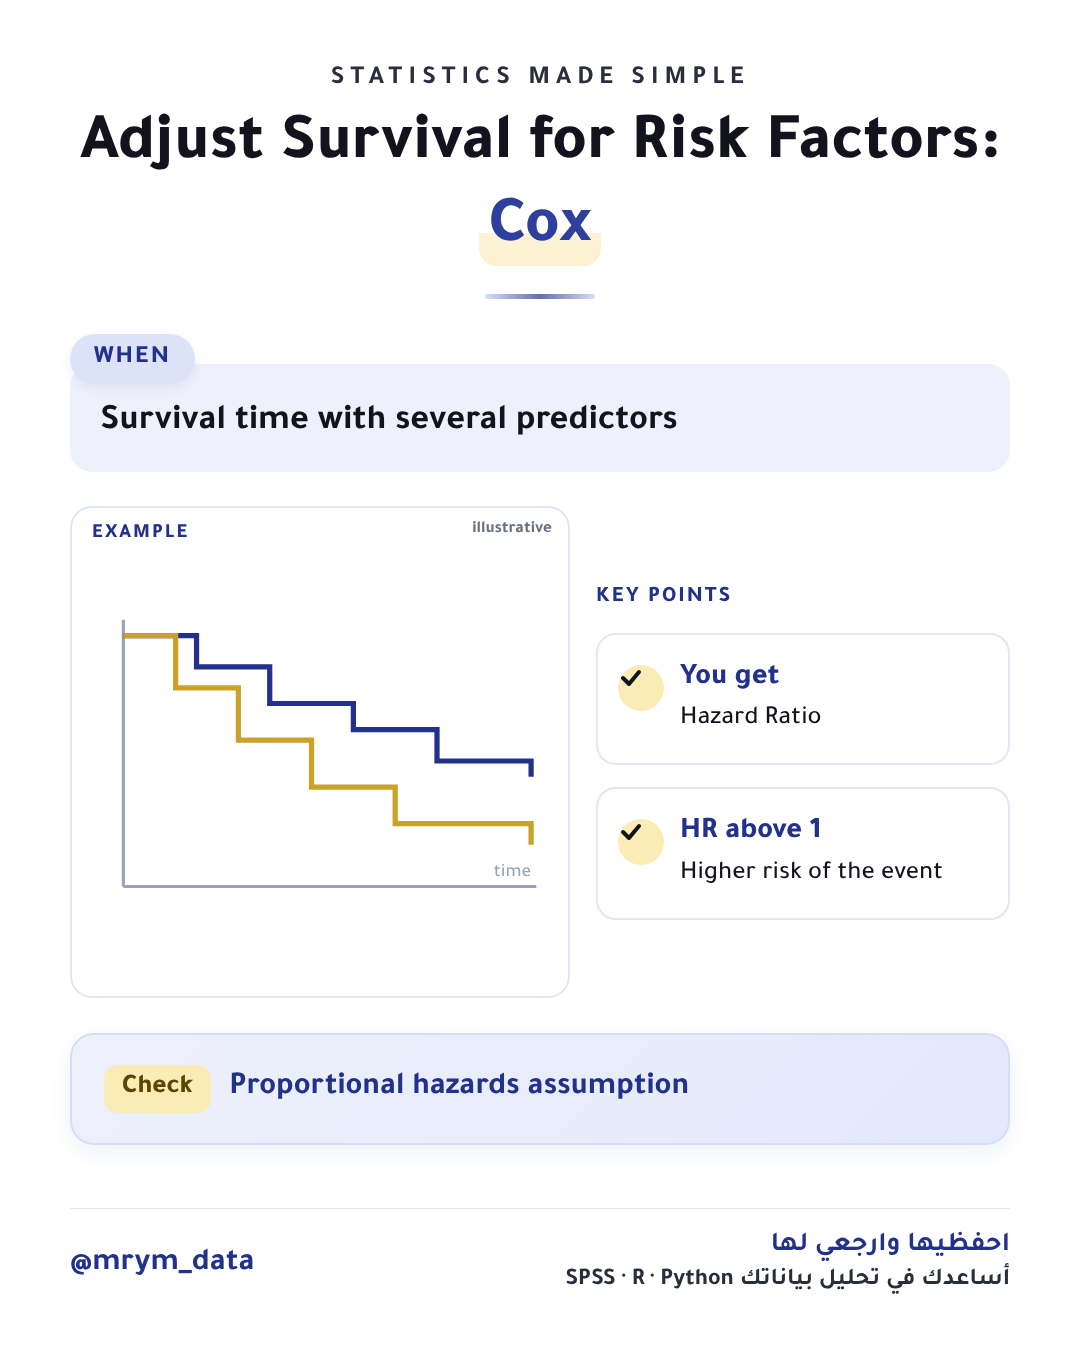 STATISTICS MADE SIMPLE
Adjust Survival for Risk Factors:
Cox
WHEN
Survival time with several predictors
EXAMPLE
illustrative
time
KEY POINTS
You get
Hazard Ratio
HR above 1
Higher risk of the event
Check
Proportional hazards assumption
@mrym_data
احفظيها وارجعي لها
أساعدك في تحليل بياناتك SPSS · R · Python